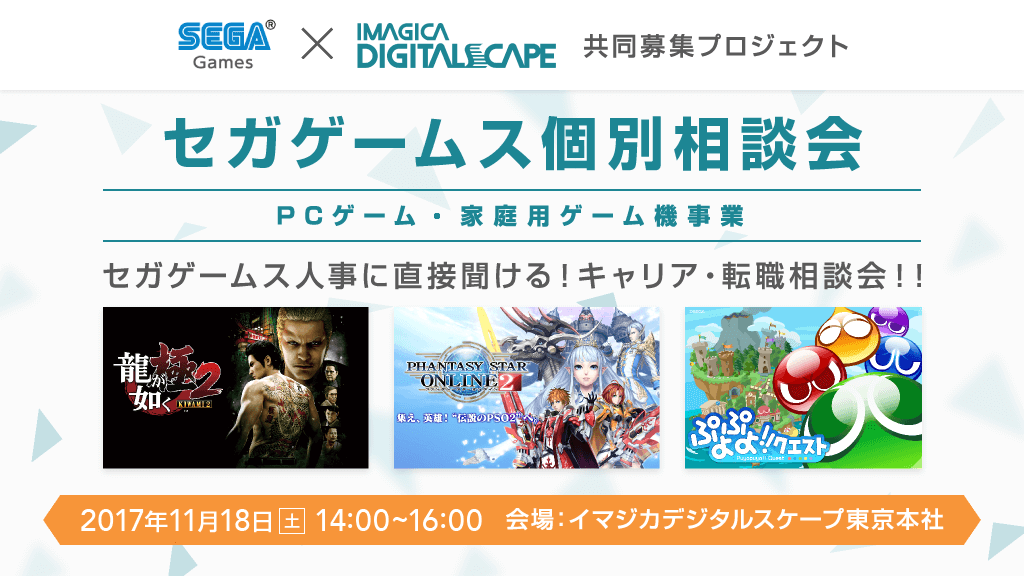 SEGA®
Games
×
IMAGICA
DIGITALSCAPE
共同募集プロジェクト
セガゲームス個別相談会
PCゲーム・家庭用ゲーム機事業
セガゲームス人事に直接聞ける!キャリア・転職相談会!!
龍が如く
極2
KIWAMI 2
PHANTASY STAR
ONLINE 2
集え、英雄!"伝説のPSO2"へ
ぷよぷよ!!クエスト
Puyopuyo!! Quest
2017年11月18日 土 14:00~16:00 会場:イマジカデジタルスケープ東京本社